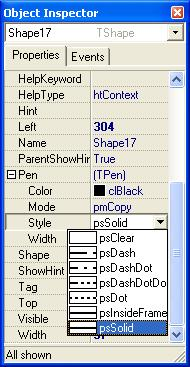 Object Inspector
Shape17 TShape
Properties Events
HelpKeyword
HelpType htContext
Hint
Left 304
Name Shape17
ParentShowHin True
Pen (TPen)
Color clBlack
Mode pmCopy
Style psSolid
Width psClear
Shape psDash
ShowHint psDashDot
Tag psDashDotDo
Top psDot
Visible psInsideFrame
Width psSolid
All shown